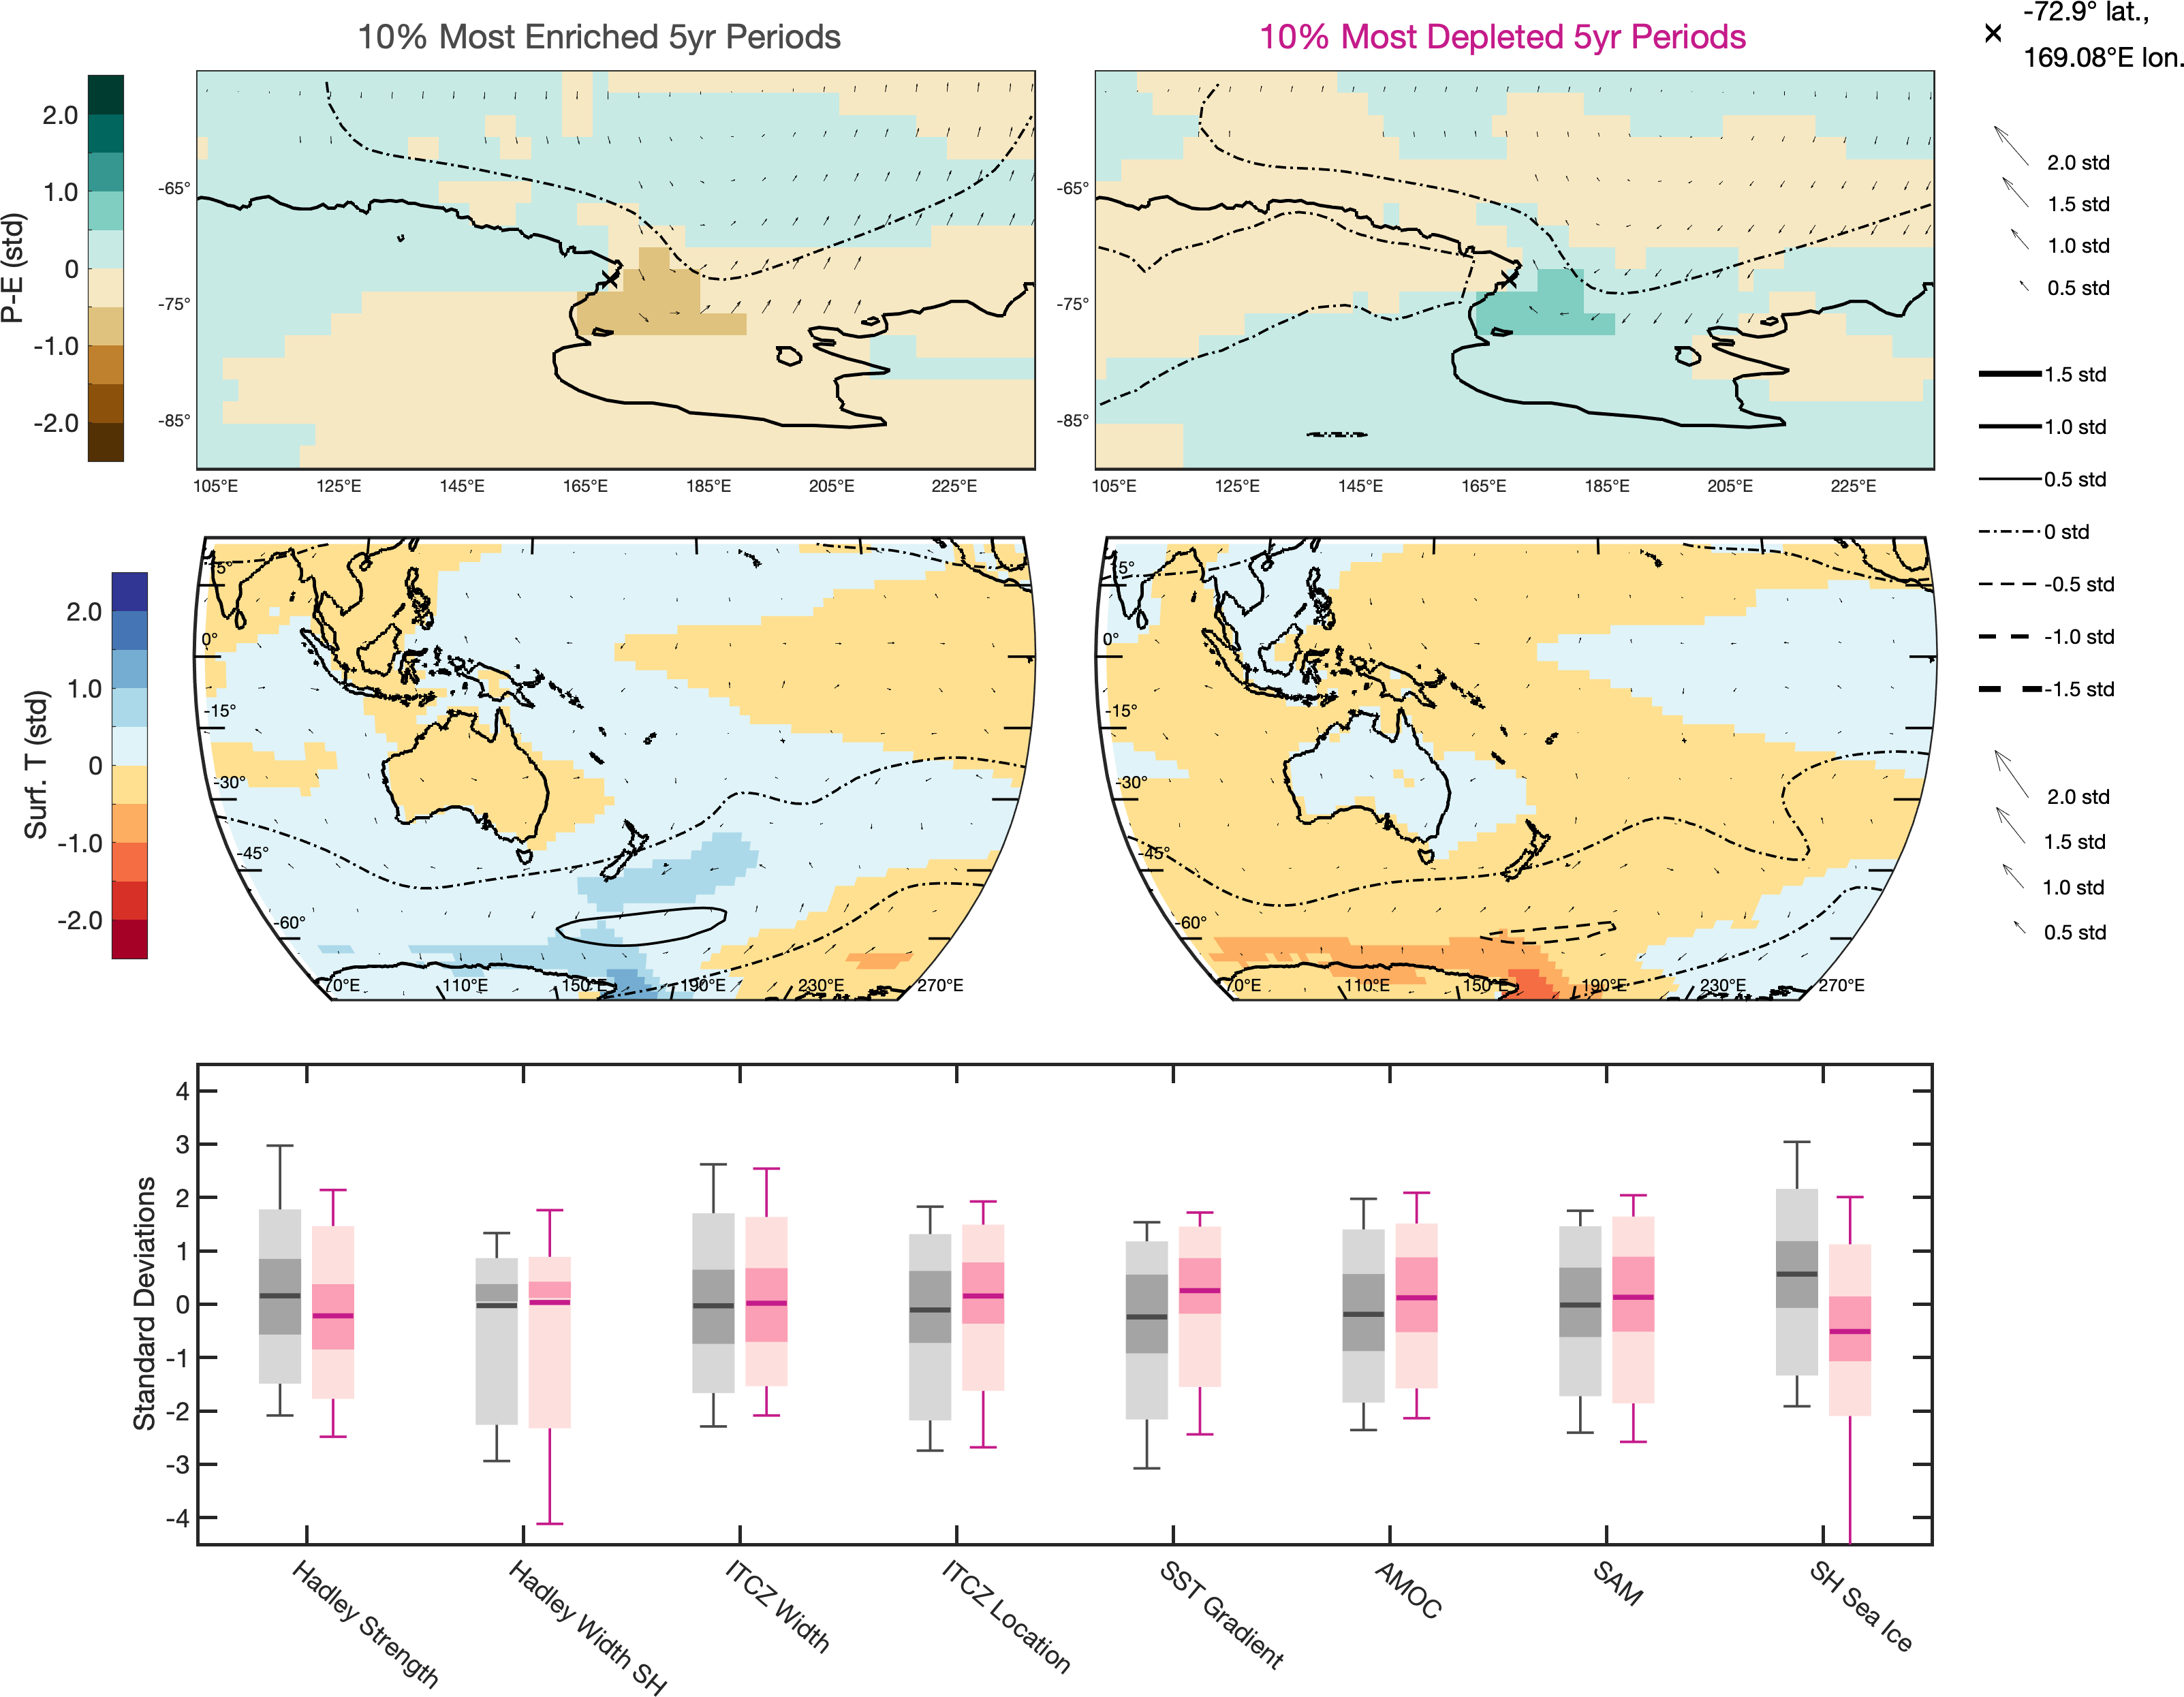 10% Most Enriched 5yr Periods
10% Most Depleted 5yr Periods
-72.9° lat.,
169.08°E lon.
P-E (std)
2.0
1.0
0
-1.0
-2.0
-65°
-75°
-85°
105°E 125°E 145°E 165°E 185°E 205°E 225°E
-65°
-75°
-85°
105°E 125°E 145°E 165°E 185°E 205°E 225°E
2.0 std
1.5 std
1.0 std
0.5 std
1.5 std
1.0 std
0.5 std
0 std
-0.5 std
-1.0 std
-1.5 std
2.0 std
1.5 std
1.0 std
0.5 std
Surf. T (std)
2.0
1.0
0
-1.0
-2.0
5°
0°
-15°
-30°
-45°
-60°
70°E 110°E 150°E 190°E 230°E 270°E
5°
0°
-15°
-30°
-45°
-60°
70°E 110°E 150°E 190°E 230°E 270°E
Standard Deviations
4
3
2
1
0
-1
-2
-3
-4
Hadley Strength
Hadley Width SH
ITCZ Width
ITCZ Location
SST Gradient
AMOC
SAM
SH Sea Ice